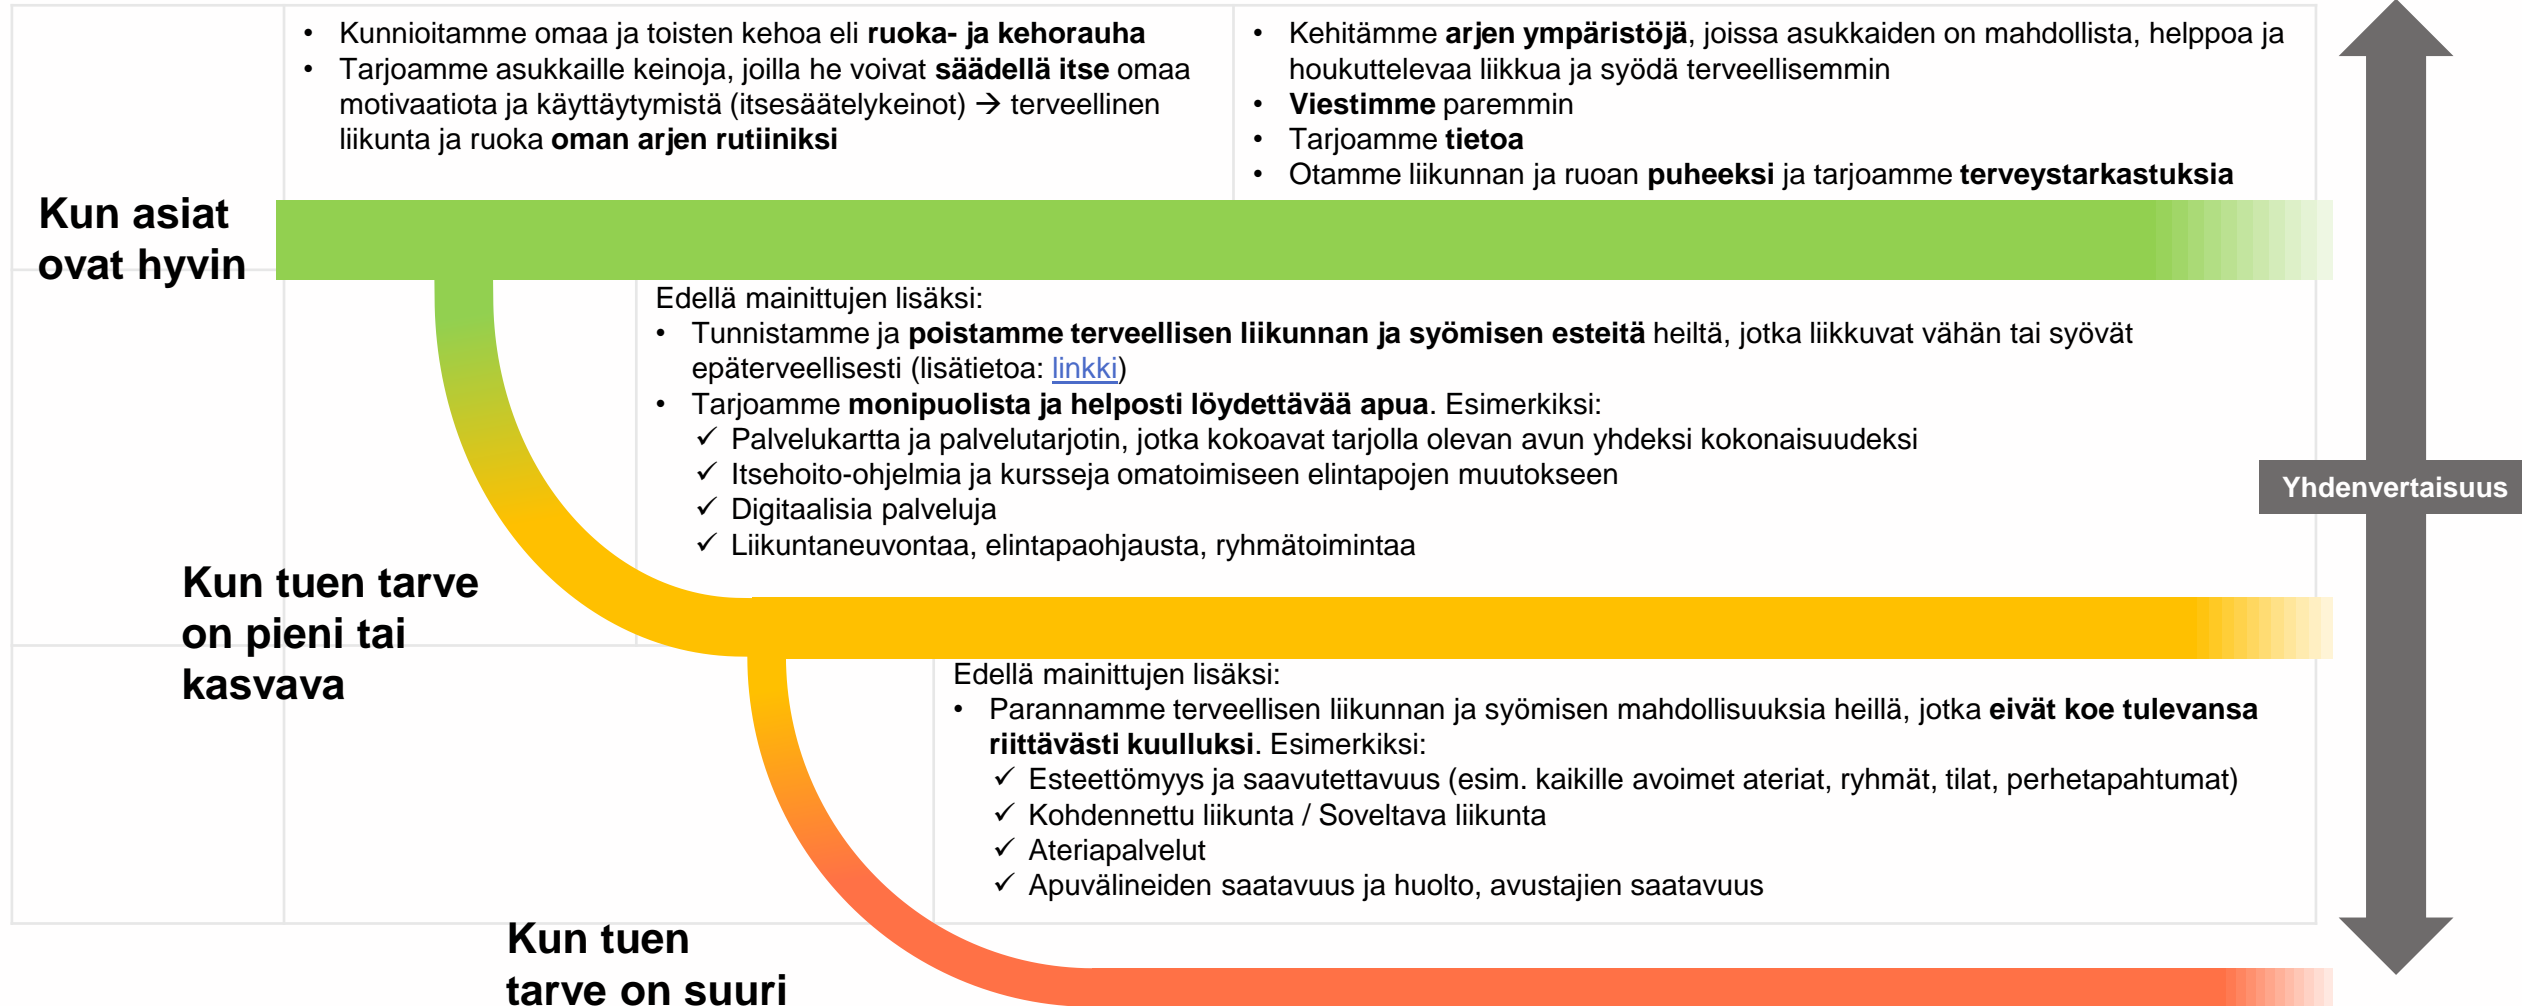 • Kunnioitamme omaa ja toisten kehoa eli ruoka- ja kehorauha
• Tarjoamme asukkaille keinoja, joilla he voivat säädellä itse omaa
motivaatiota ja käyttäytymistä (itsesäätelykeinot) → terveellinen
liikunta ja ruoka oman arjen rutiiniksi
• Kehitämme arjen ympäristöjä, joissa asukkaiden on mahdollista, helppoa ja
houkuttelevaa liikkua ja syödä terveellisemmin
• Viestimme paremmin
• Tarjoamme tietoa
• Otamme liikunnan ja ruoan puheeksi ja tarjoamme terveystarkastuksia
Kun asiat
ovat hyvin
Edellä mainittujen lisäksi:
• Tunnistamme ja poistamme terveellisen liikunnan ja syömisen esteitä heiltä, jotka liikkuvat vähän tai syövät
epäterveellisesti (lisätietoa: linkki)
• Tarjoamme monipuolista ja helposti löydettävää apua. Esimerkiksi:
✓ Palvelukartta ja palvelutarjotin, jotka kokoavat tarjolla olevan avun yhdeksi kokonaisuudeksi
✓ Itsehoito-ohjelmia ja kursseja omatoimiseen elintapojen muutokseen
✓ Digitaalisia palveluja
✓ Liikuntaneuvontaa, elintapaohjausta, ryhmätoimintaa
Yhdenvertaisuus
Kun tuen tarve
on pieni tai
kasvava
Edellä mainittujen lisäksi:
• Parannamme terveellisen liikunnan ja syömisen mahdollisuuksia heillä, jotka eivät koe tulevansa
riittävästi kuulluksi. Esimerkiksi:
✓ Esteettömyys ja saavutettavuus (esim. kaikille avoimet ateriat, ryhmät, tilat, perhetapahtumat)
✓ Kohdennettu liikunta / Soveltava liikunta
✓ Ateriapalvelut
✓ Apuvälineiden saatavuus ja huolto, avustajien saatavuus
Kun tuen
tarve on suuri